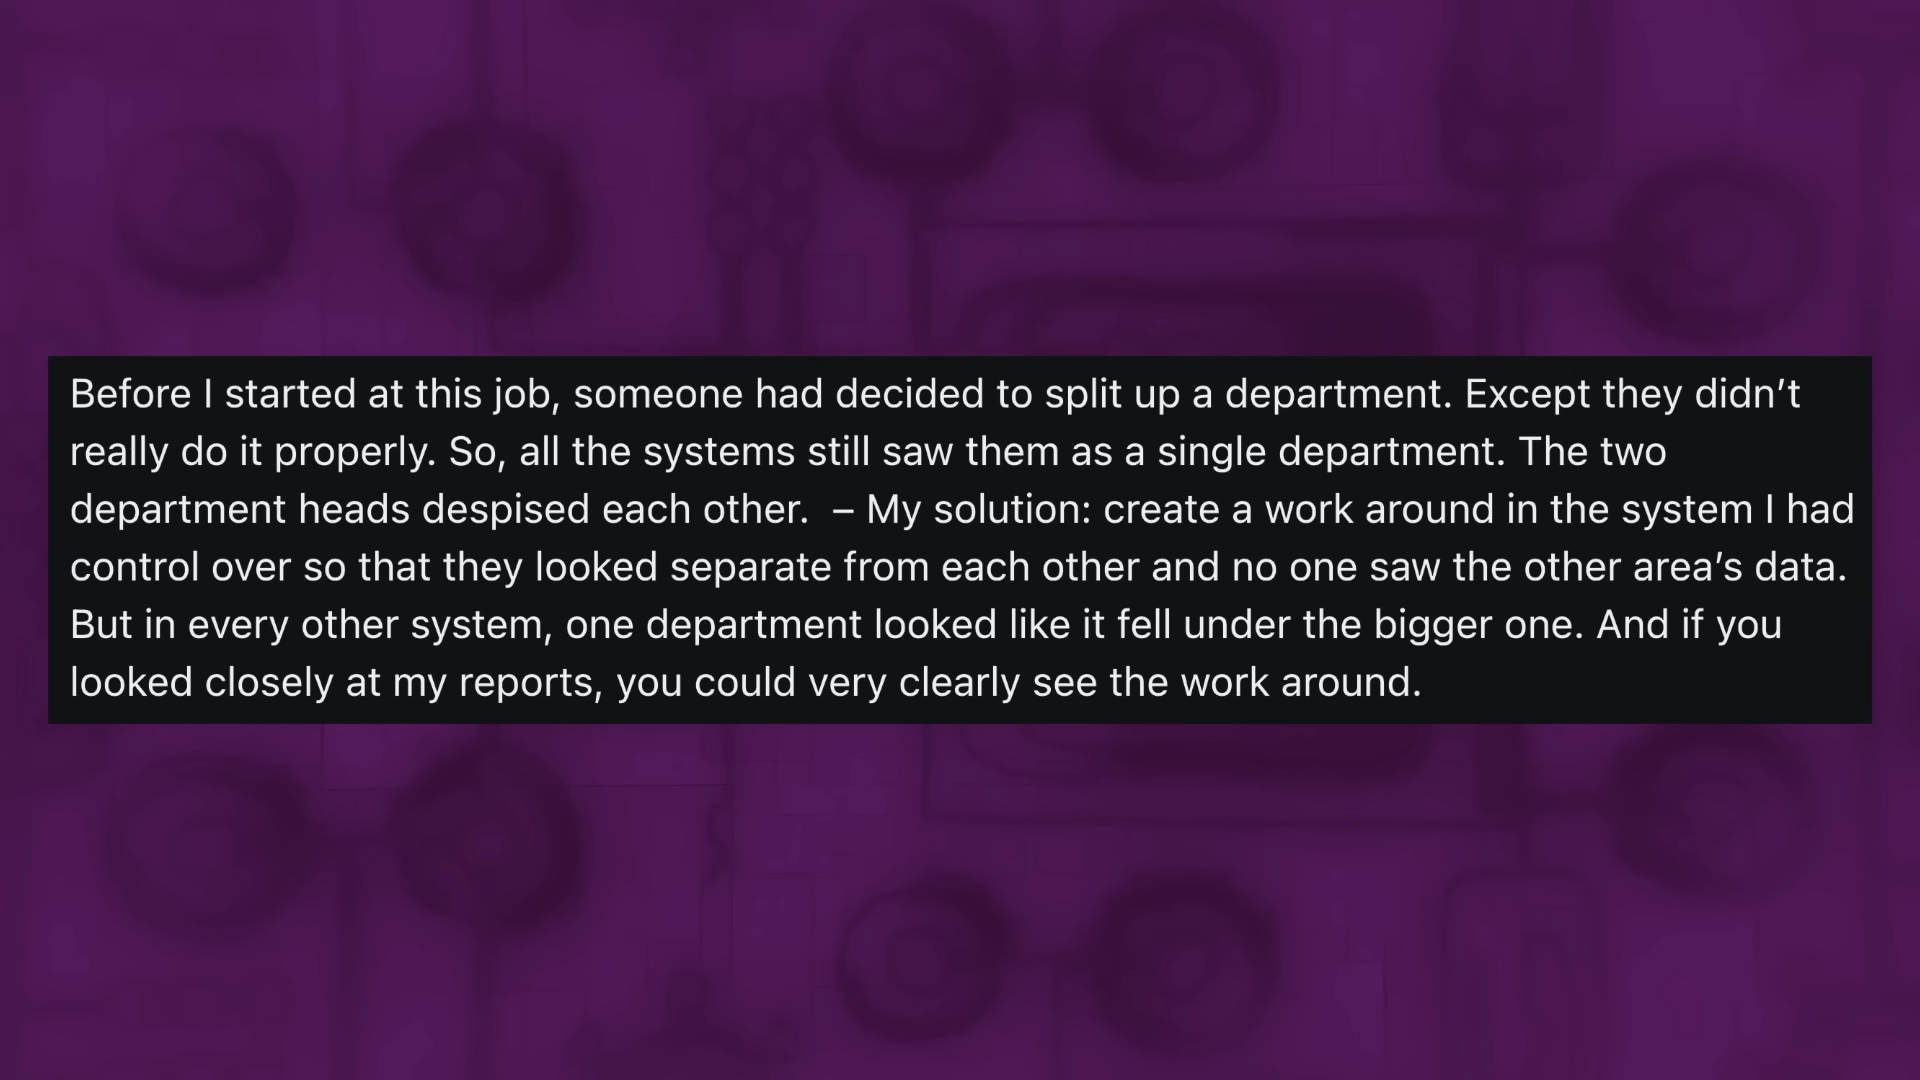 Before I started at this job, someone had decided to split up a department. Except they didn’t
really do it properly. So, all the systems still saw them as a single department. The two
department heads despised each other.  – My solution: create a work around in the system I had
control over so that they looked separate from each other and no one saw the other area’s data.
But in every other system, one department looked like it fell under the bigger one. And if you
looked closely at my reports, you could very clearly see the work around.